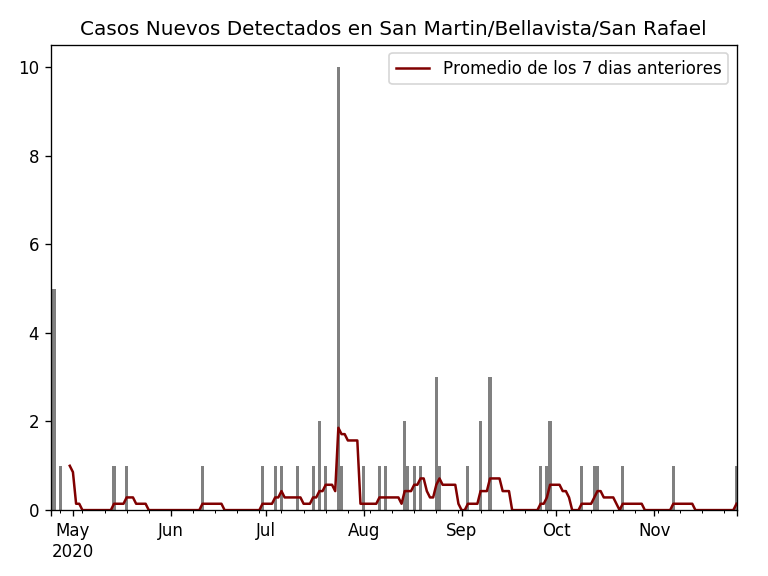 Casos Nuevos Detectados en San Martin/Bellavista/San Rafael
Promedio de los 7 dias anteriores
10
8
6
4
2
0
May Jun Jul Aug Sep Oct Nov
2020